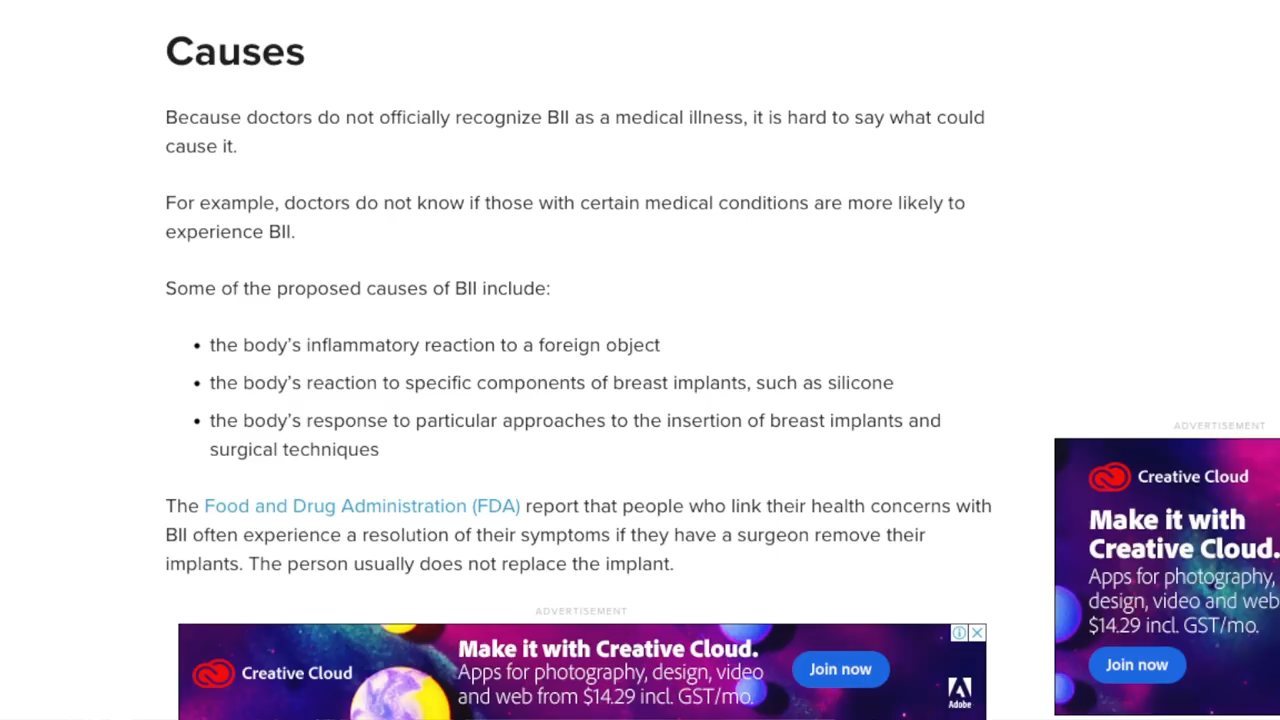 Causes
Because doctors do not officially recognize BII as a medical illness, it is hard to say what could
cause it.
For example, doctors do not know if those with certain medical conditions are more likely to
experience BII.
Some of the proposed causes of BII include:
• the body’s inflammatory reaction to a foreign object
• the body’s reaction to specific components of breast implants, such as silicone
• the body’s response to particular approaches to the insertion of breast implants and
surgical techniques
The Food and Drug Administration (FDA) report that people who link their health concerns with
BII often experience a resolution of their symptoms if they have a surgeon remove their
implants. The person usually does not replace the implant.
ADVERTISEMENT
Creative Cloud
Make it with Creative Cloud.
Apps for photography, design, video
and web from $14.29 incl. GST/mo.
Join now
Adobe
ADVERTISEMENT
Creative Cloud
Make it with
Creative Cloud.
Apps for photography,
design, video and web
$14.29 incl. GST/mo.
Join now